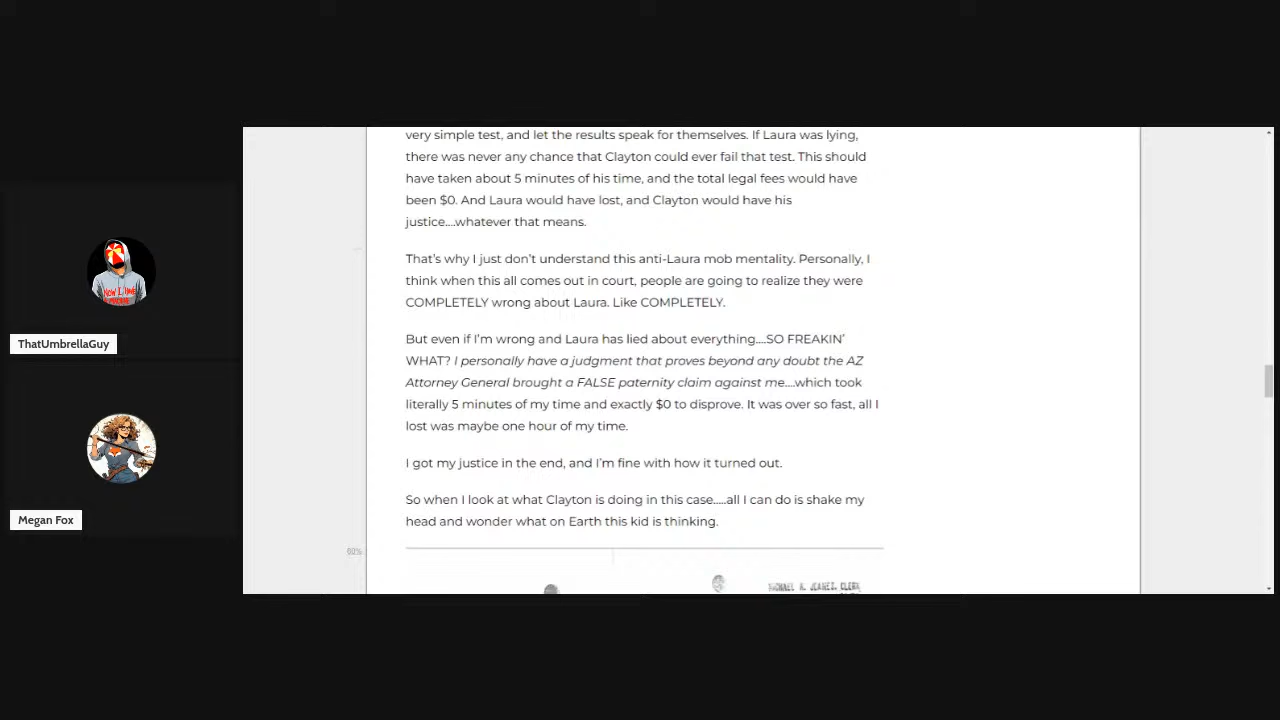 very simple test, and let the results speak for themselves. If Laura was lying,
there was never any chance that Clayton could ever fail that test. This should
have taken about 5 minutes of his time, and the total legal fees would have
been $0. And Laura would have lost, and Clayton would have his
justice....whatever that means.
That's why I just don't understand this anti-Laura mob mentality. Personally, I
think when this all comes out in court, people are going to realize they were
COMPLETELY wrong about Laura. Like COMPLETELY.
But even if I'm wrong and Laura has lied about everything....SO FREAKIN'
WHAT? I personally have a judgment that proves beyond any doubt the AZ
Attorney General brought a FALSE paternity claim against me....which took
literally 5 minutes of my time and exactly $0 to disprove. It was over so fast, all I
lost was maybe one hour of my time.
I got my justice in the end, and I'm fine with how it turned out.
So when I look at what Clayton is doing in this case.....all I can do is shake my
head and wonder what on Earth this kid is thinking.
ThatUmbrellaGuy
Megan Fox